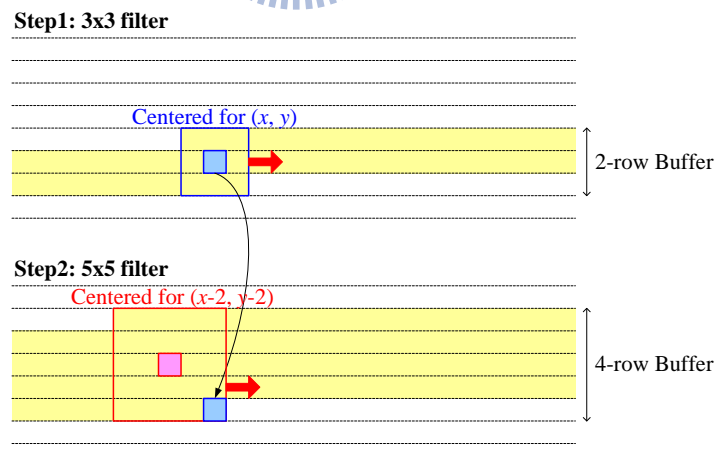 Step1: 3x3 filter
Centered for (x, y)
2-row Buffer
Step2: 5x5 filter
Centered for (x-2, y-2)
4-row Buffer